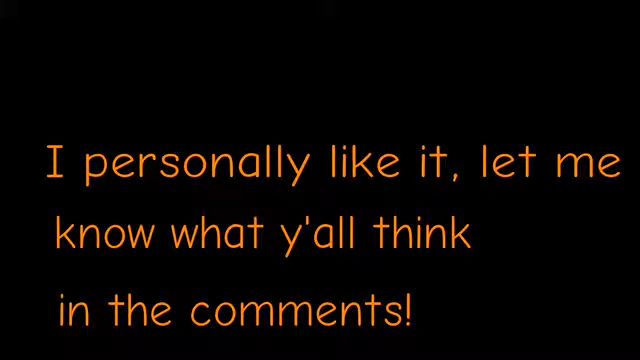 I personally like it, let me
know what y'all think
in the comments!